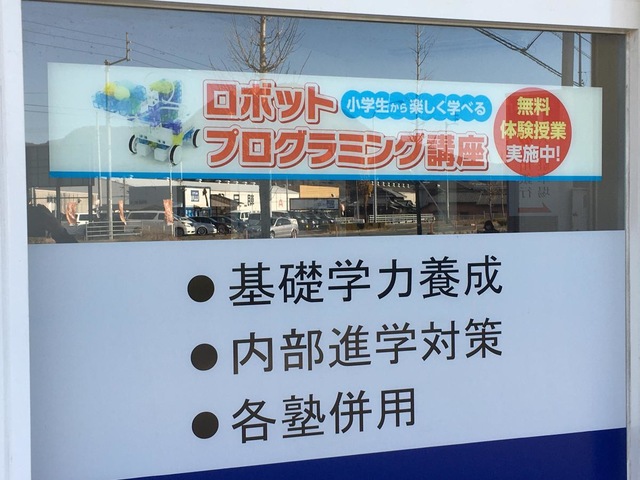 ロボット
小学生から楽しく学べる
プログラミング講座
無料
体験授業
実施中!
●基礎学力養成
●内部進学対策
●各塾併用